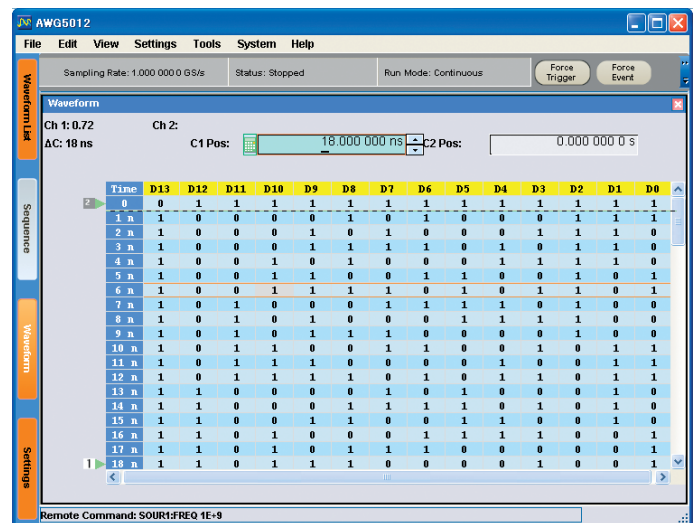 AWG5012
File Edit View Settings Tools System Help
Sampling Rate: 1.000 000 0 GS/s Status: Stopped Run Mode: Continuous Force Trigger Force Event
Waveform List
Sequence
Waveform
Settings
Waveform
Ch 1: 0.72 Ch 2:
ΔC: 18 ns C1 Pos: 18.000 000 ns C2 Pos: 0.000 000 0 s
Time D13 D12 D11 D10 D9 D8 D7 D6 D5 D4 D3 D2 D1 D0
2 0 0 1 1 1 1 1 1 1 1 1 1 1 1 1
1 n 1 0 0 0 0 1 0 1 0 0 0 1 1 1
2 n 1 0 0 0 1 0 1 0 0 0 1 1 1 0
3 n 1 0 0 0 1 1 1 1 0 1 0 1 1 0
4 n 1 0 0 1 0 1 0 0 0 1 1 1 1 0
5 n 1 0 0 1 1 0 0 1 1 0 0 1 0 1
6 n 1 0 0 1 1 1 1 0 1 0 1 1 0 1
7 n 1 0 1 0 0 0 1 1 1 1 0 1 0 0
8 n 1 0 1 0 1 0 0 0 1 1 1 1 0 0
9 n 1 0 1 0 1 1 1 0 0 0 0 1 0 0
10 n 1 0 1 1 0 0 1 1 0 0 1 0 1 1
11 n 1 0 1 1 1 0 0 0 0 1 0 0 1 1
12 n 1 0 1 1 1 1 0 1 0 1 1 0 1 1
13 n 1 1 0 0 0 0 1 0 1 0 0 0 1 0
14 n 1 1 0 0 0 1 1 1 1 0 1 0 1 0
15 n 1 1 0 0 1 1 0 0 1 1 0 0 1 0
16 n 1 1 0 1 0 0 0 1 1 1 1 0 0 1
17 n 1 1 0 1 0 1 1 1 0 0 0 0 0 1
1 18 n 1 1 0 1 1 1 0 0 0 0 1 0 0 1
Remote Command: SOUR1:FREQ 1E+9